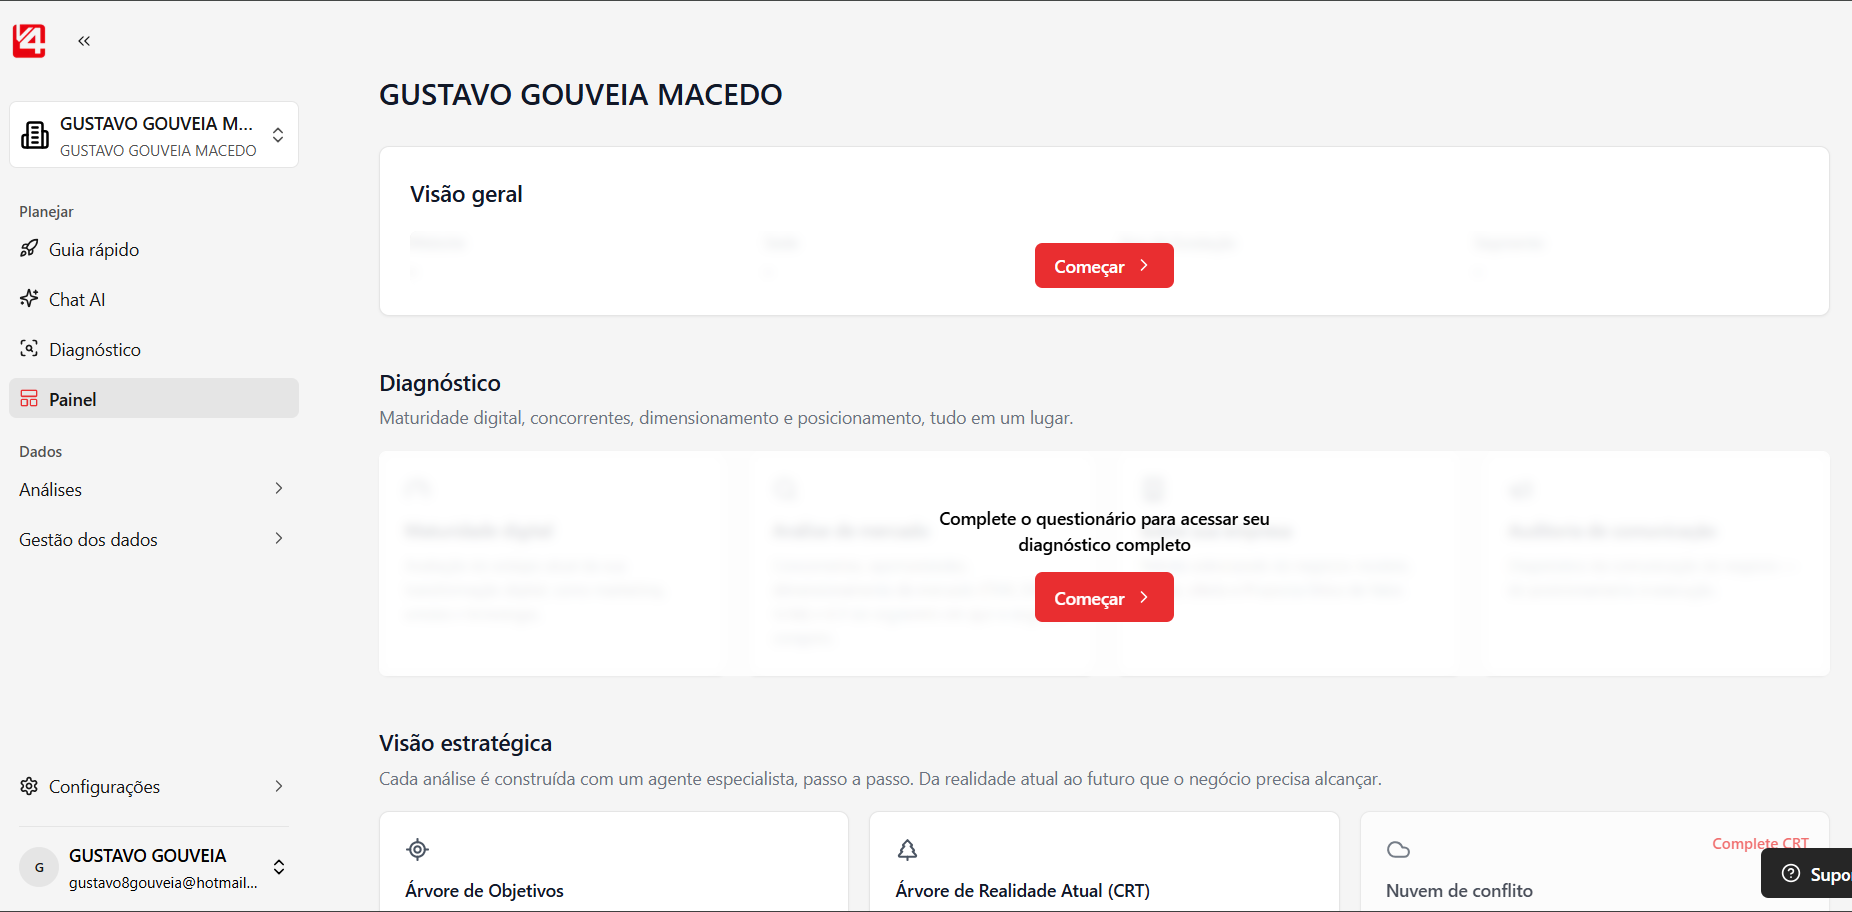 V4
GUSTAVO GOUVEIA M...
GUSTAVO GOUVEIA MACEDO
Planejar
Guia rápido
Chat AI
Diagnóstico
Painel
Dados
Análises
Gestão dos dados
Configurações
G
GUSTAVO GOUVEIA
gustavo8gouveia@hotmail...
GUSTAVO GOUVEIA MACEDO
Visão geral
Começar
Diagnóstico
Maturidade digital, concorrentes, dimensionamento e posicionamento, tudo em um lugar.
Complete o questionário para acessar seu
diagnóstico completo
Começar
Visão estratégica
Cada análise é construída com um agente especialista, passo a passo. Da realidade atual ao futuro que o negócio precisa alcançar.
Árvore de Objetivos
Árvore de Realidade Atual (CRT)
Complete CRT
Nuvem de conflito
Supo